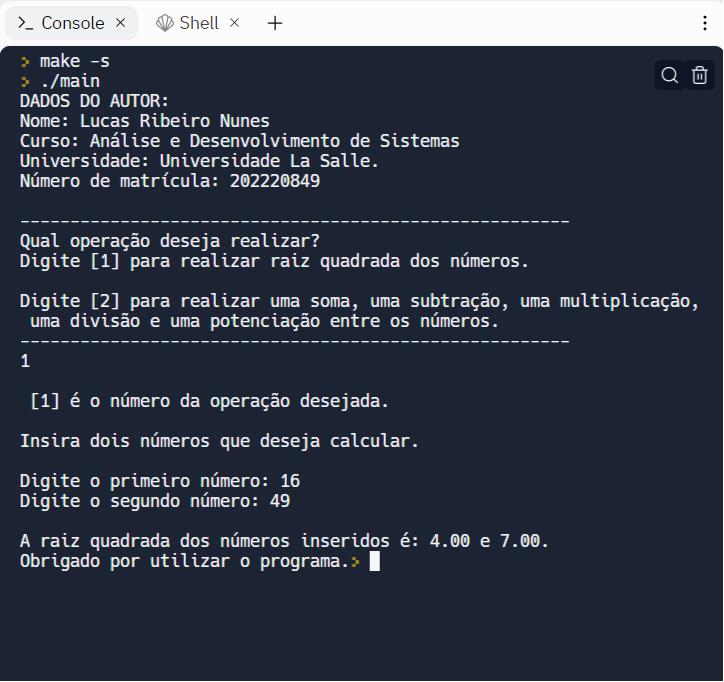 >_ Console × Shell × +
> make -s
> ./main
DADOS DO AUTOR:
Nome: Lucas Ribeiro Nunes
Curso: Análise e Desenvolvimento de Sistemas
Universidade: Universidade La Salle.
Número de matrícula: 202220849
-------------------------------------------------------
Qual operação deseja realizar?
Digite [1] para realizar raiz quadrada dos números.
Digite [2] para realizar uma soma, uma subtração, uma multiplicação,
uma divisão e uma potenciação entre os números.
-------------------------------------------------------
1
[1] é o número da operação desejada.
Insira dois números que deseja calcular.
Digite o primeiro número: 16
Digite o segundo número: 49
A raiz quadrada dos números inseridos é: 4.00 e 7.00.
Obrigado por utilizar o programa.>